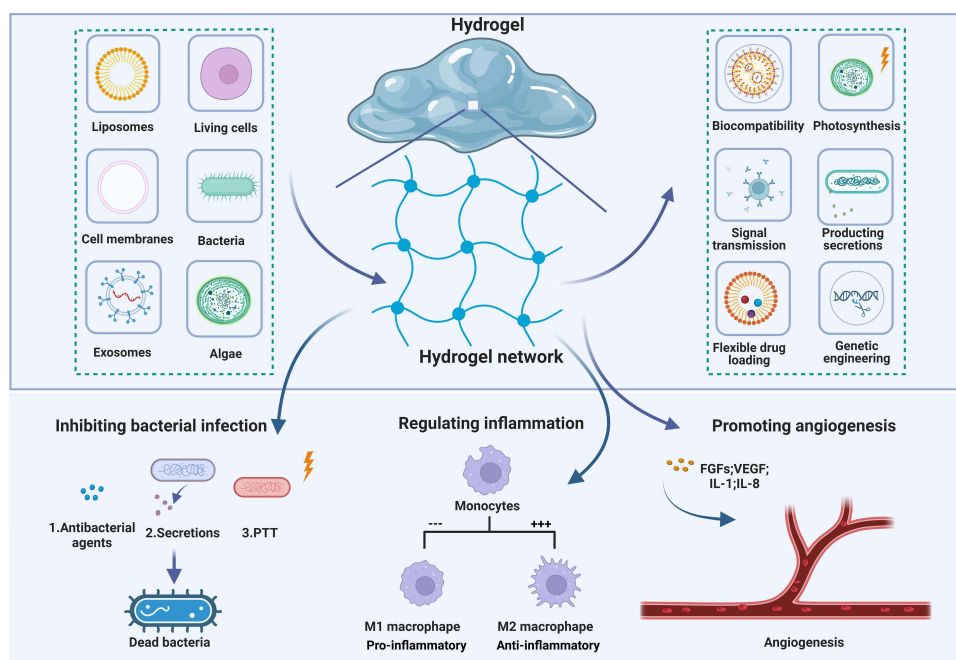 Hydrogel
Liposomes
Living cells
Cell membranes
Bacteria
Exosomes
Algae
Biocompatibility
Photosynthesis
Signal
transmission
Producting
secretions
Flexible drug
loading
Genetic
engineering
Hydrogel network
Inhibiting bacterial infection
1.Antibacterial
agents
2.Secretions
3.PTT
Dead bacteria
Regulating inflammation
Monocytes
---
+++
M1 macrophape
Pro-inflammatory
M2 macrophape
Anti-inflammatory
Promoting angiogenesis
FGFs;VEGF;
IL-1;IL-8
Angiogenesis